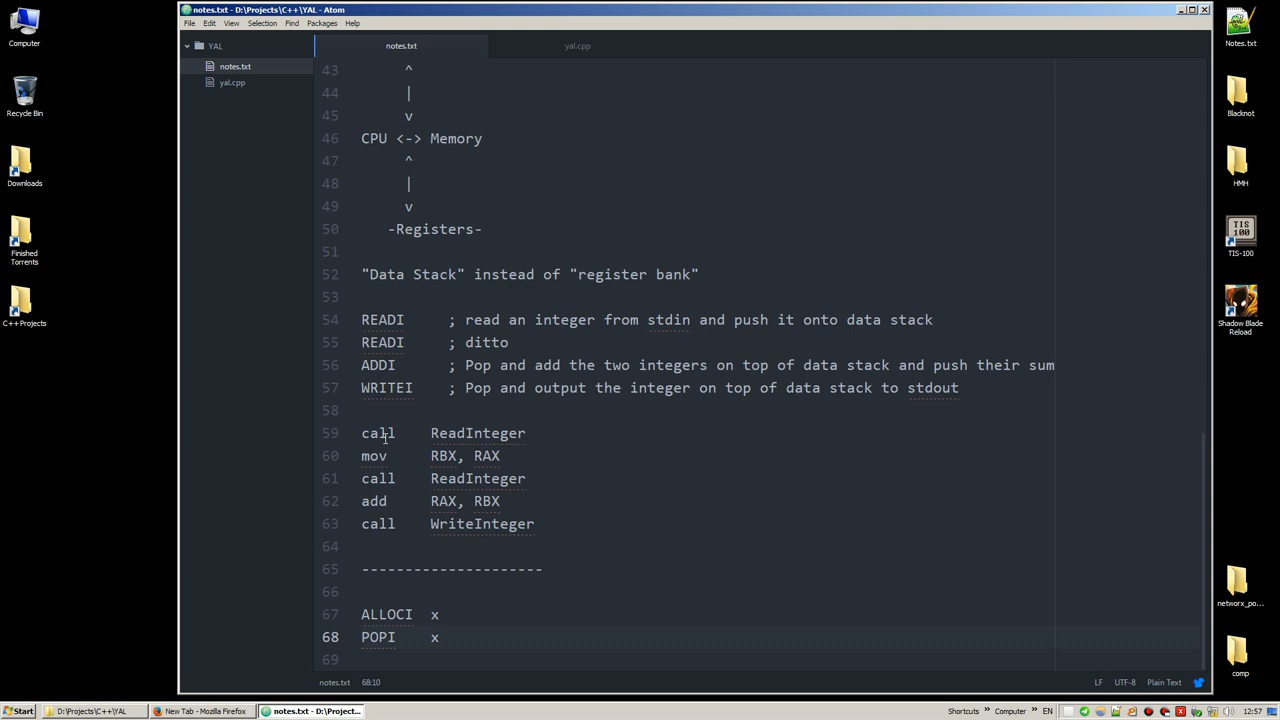 notes.txt - D:\Projects\C++\YAL - Atom
File Edit View Selection Find Packages Help
YAL
notes.txt
yal.cpp
notes.txt yal.cpp
43 ^
44 |
45 v
46 CPU <-> Memory
47 ^
48 |
49 v
50 -Registers-
51
52 "Data Stack" instead of "register bank"
53
54 READI ; read an integer from stdin and push it onto data stack
55 READI ; ditto
56 ADDI ; Pop and add the two integers on top of data stack and push their sum
57 WRITEI ; Pop and output the integer on top of data stack to stdout
58
59 call ReadInteger
60 mov RBX, RAX
61 call ReadInteger
62 add RAX, RBX
63 call WriteInteger
64
65 ---------------------
66
67 ALLOCI x
68 POPI x
69
notes.txt 68:10 LF UTF-8 Plain Text
Computer
Recycle Bin
Downloads
Finished
Torrents
C++ Projects
Notes.txt
Blacknot
HMH
TIS
100
TIS-100
Shadow Blade
Reload
networx_po...
comp
Start D:\Projects\C++\YAL New Tab - Mozilla Firefox notes.txt - D:\Project... Shortcuts » Computer » EN 12:57